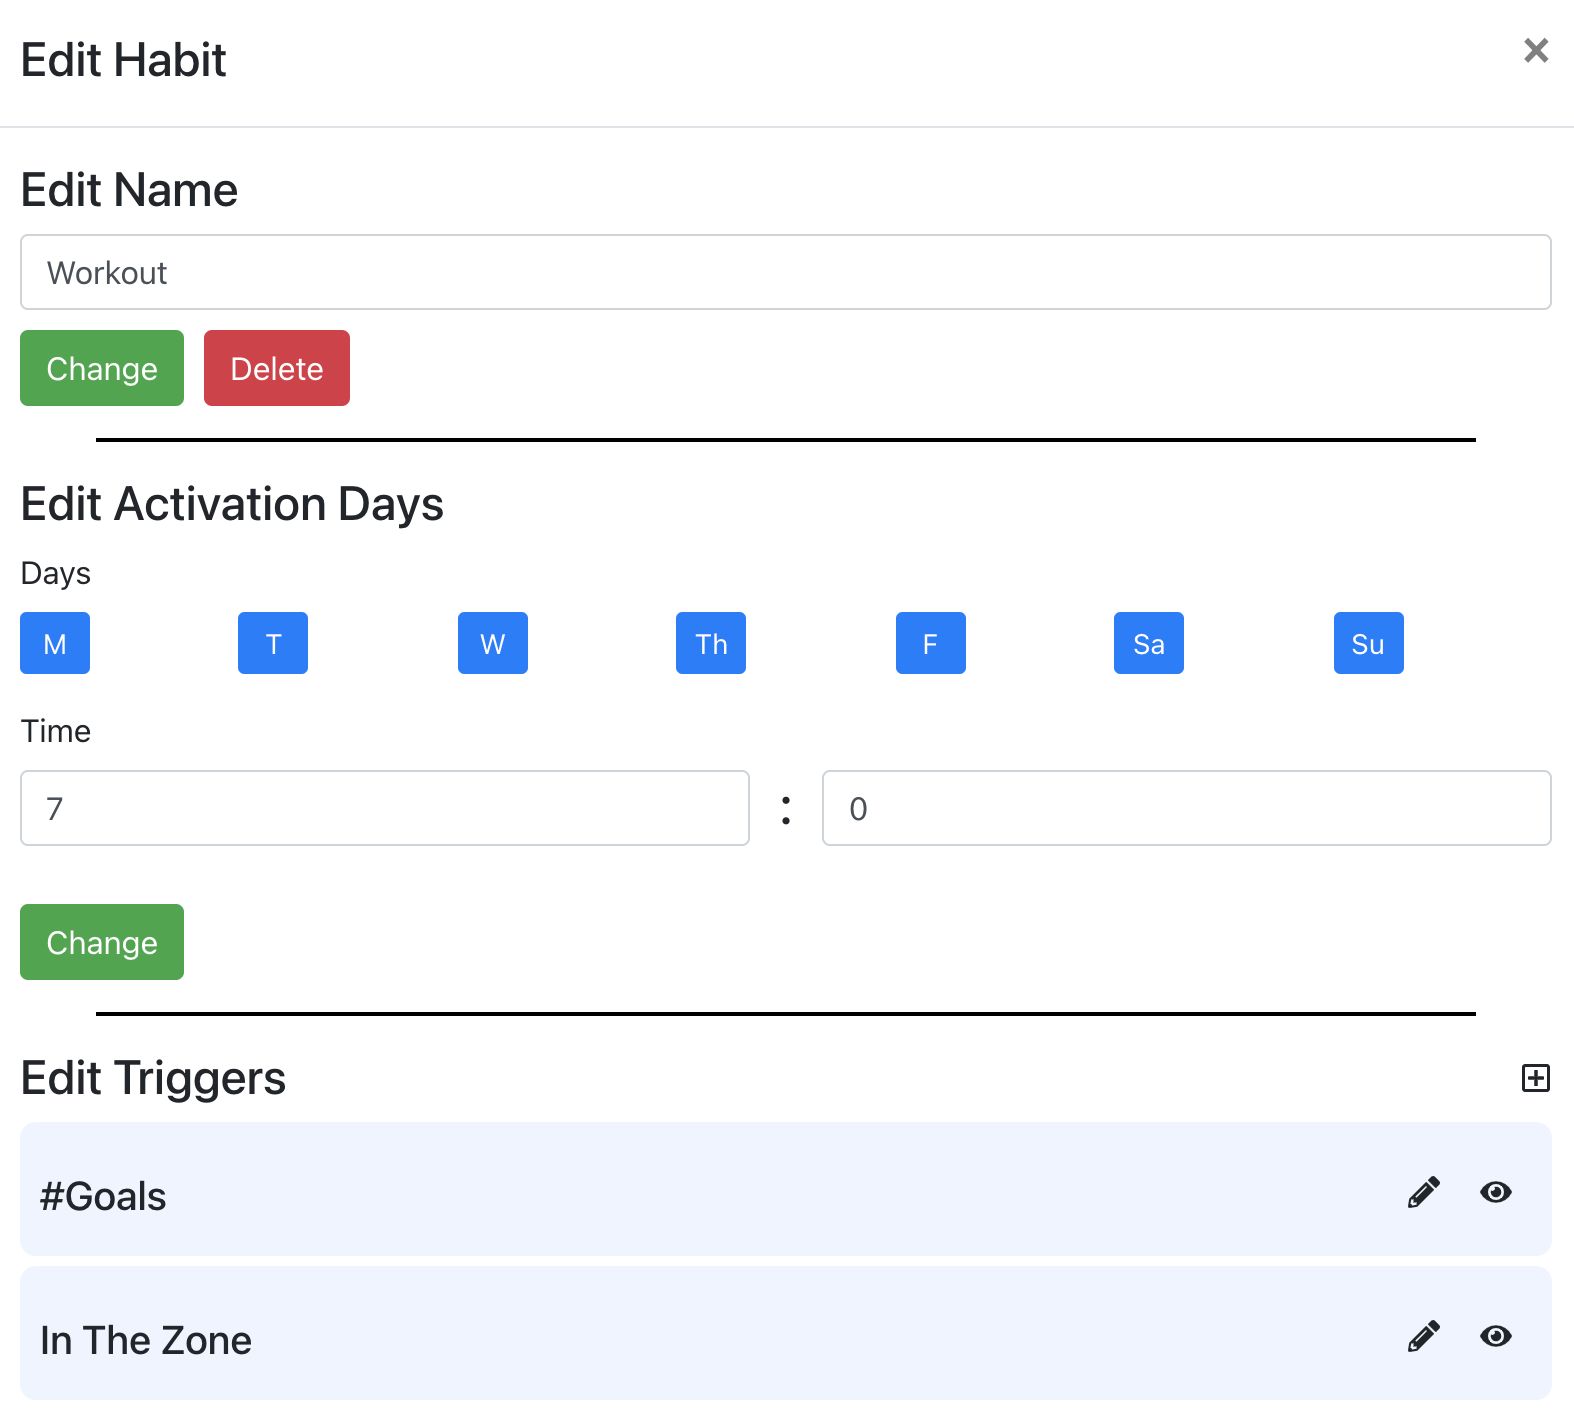 Edit Habit ×
Edit Name
Workout
Change Delete
Edit Activation Days
Days
M T W Th F Sa Su
Time
7 : 0
Change
Edit Triggers
#Goals
In The Zone